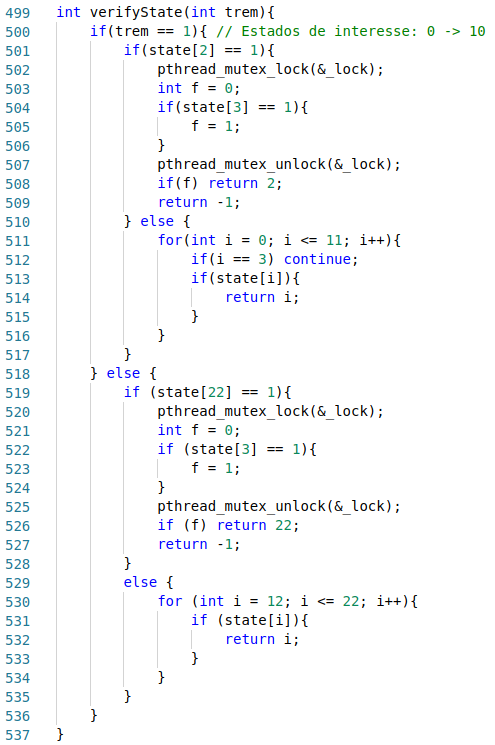 499 int verifyState(int trem){
500     if(trem == 1){ // Estados de interesse: 0 -> 10
501         if(state[2] == 1){
502             pthread_mutex_lock(&_lock);
503             int f = 0;
504             if(state[3] == 1){
505                 f = 1;
506             }
507             pthread_mutex_unlock(&_lock);
508             if(f) return 2;
509             return -1;
510         } else {
511             for(int i = 0; i <= 11; i++){
512                 if(i == 3) continue;
513                 if(state[i]){
514                     return i;
515                 }
516             }
517         }
518     } else {
519         if (state[22] == 1){
520             pthread_mutex_lock(&_lock);
521             int f = 0;
522             if (state[3] == 1){
523                 f = 1;
524             }
525             pthread_mutex_unlock(&_lock);
526             if (f) return 22;
527             return -1;
528         }
529         else {
530             for (int i = 12; i <= 22; i++){
531                 if (state[i]){
532                     return i;
533                 }
534             }
535         }
536     }
537 }